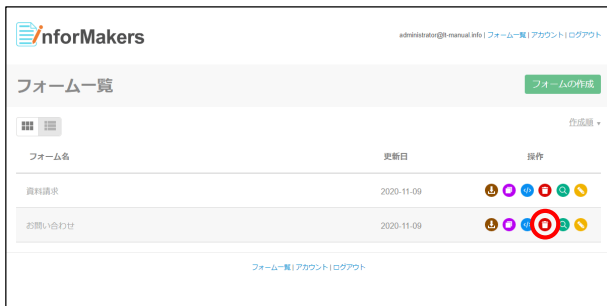 inforMakers
administrator@lt-manual.info | フォーム一覧 | アカウント | ログアウト
フォーム一覧
フォームの作成
作成順
フォーム名 更新日 操作
資料請求 2020-11-09
お問い合わせ 2020-11-09
フォーム一覧 | アカウント | ログアウト